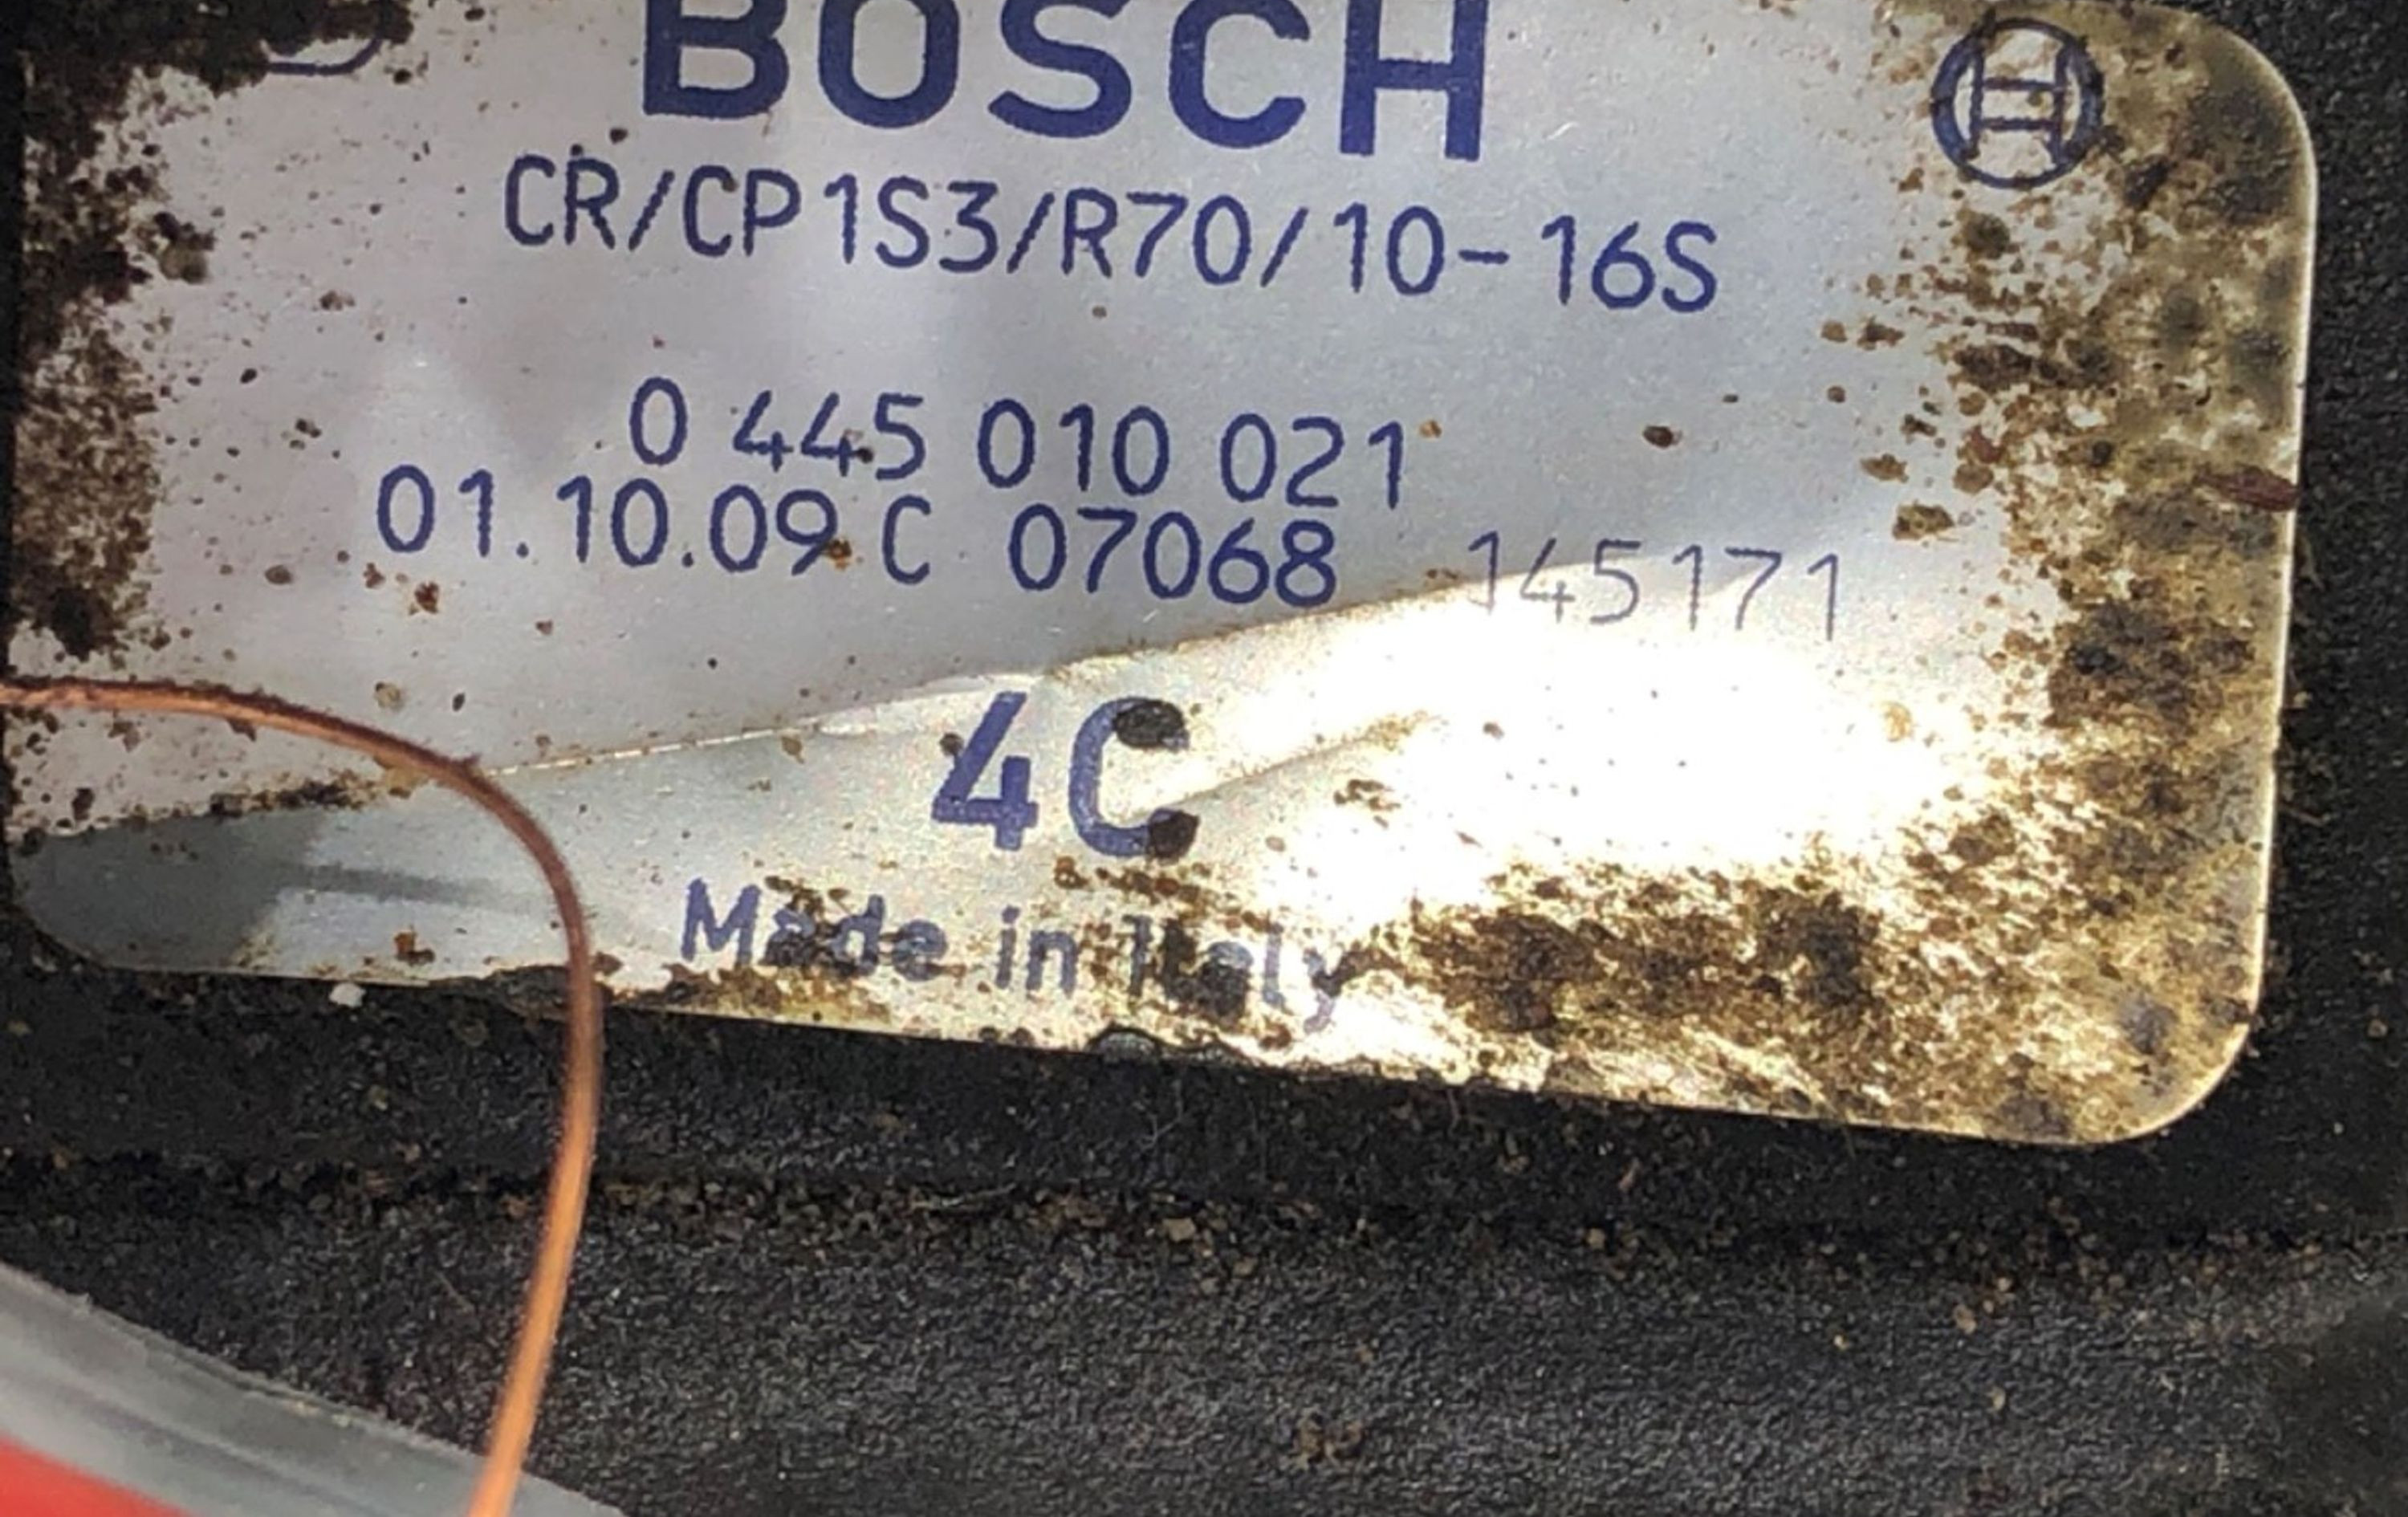 BOSCH
CR/CP1S3/R70/10-16S
0 445 010 021
01.10.09 C 07068 145171
4C
Made in Italy